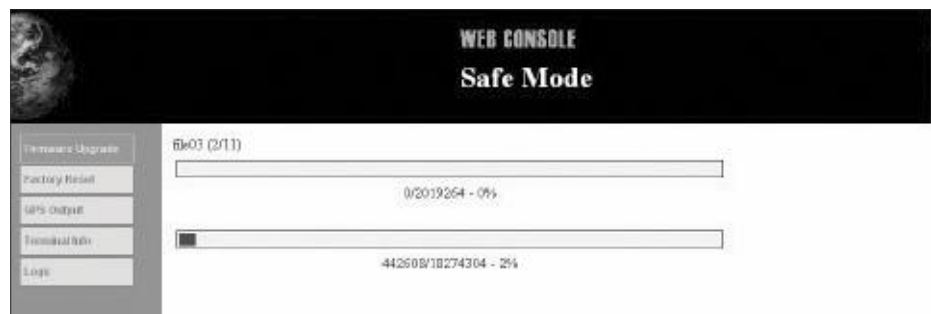 WEB CONSOLE
Safe Mode
Firmware Upgrade
Factory Reset
GPS Output
Terminal Info
Logs
file03 (2/11)
0/2019264 - 0%
442608/18274304 - 2%